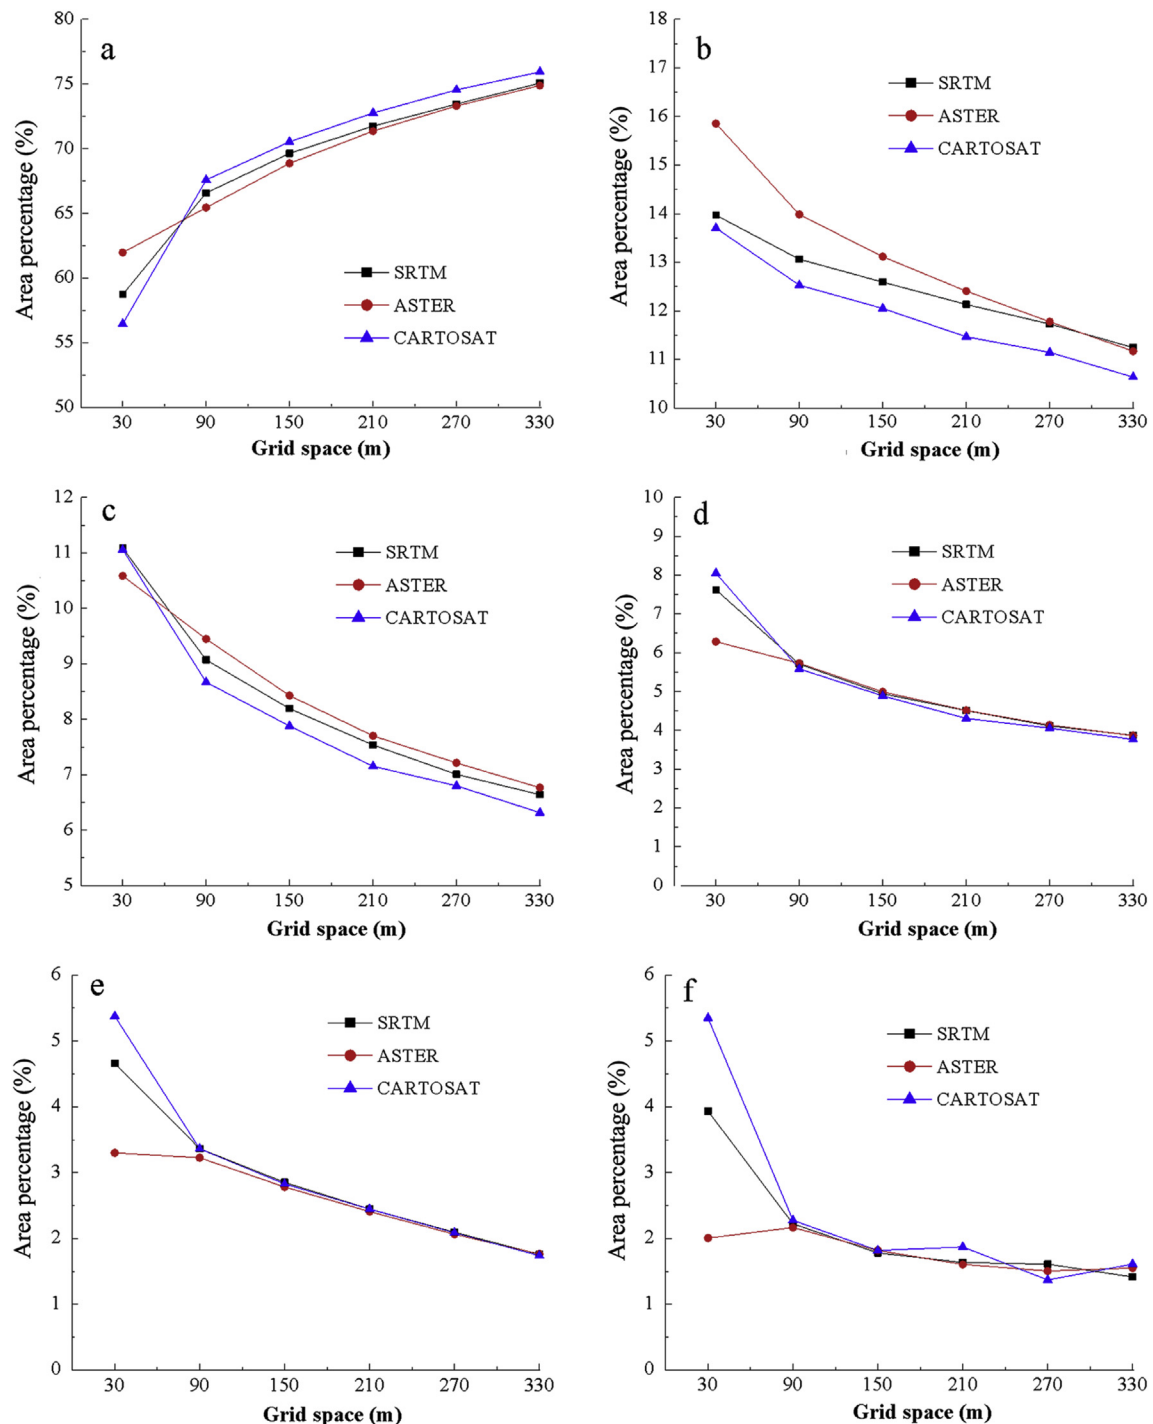 a
80
75
70
65
60
55
50
Area percentage (%)
SRTM
ASTER
CARTOSAT
30 90 150 210 270 330
Grid space (m)
b
18
17
16
15
14
13
12
11
10
Area percentage (%)
SRTM
ASTER
CARTOSAT
30 90 150 210 270 330
Grid space (m)
c
12
11
10
9
8
7
6
5
Area percentage (%)
SRTM
ASTER
CARTOSAT
30 90 150 210 270 330
Grid space (m)
d
10
9
8
7
6
5
4
3
2
1
0
Area percentage (%)
SRTM
ASTER
CARTOSAT
30 90 150 210 270 330
Grid space (m)
e
6
5
4
3
2
1
0
Area percentage (%)
SRTM
ASTER
CARTOSAT
30 90 150 210 270 330
Grid space (m)
f
6
5
4
3
2
1
0
Area percentage (%)
SRTM
ASTER
CARTOSAT
30 90 150 210 270 330
Grid space (m)